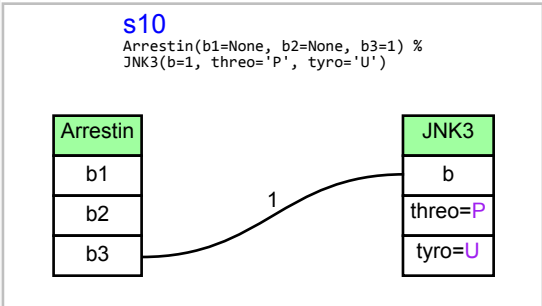 s10
Arrestin(b1=None, b2=None, b3=1) %
JNK3(b=1, threo='P', tyro='U')
Arrestin
b1
b2
b3
1
JNK3
b
threo=P
tyro=U